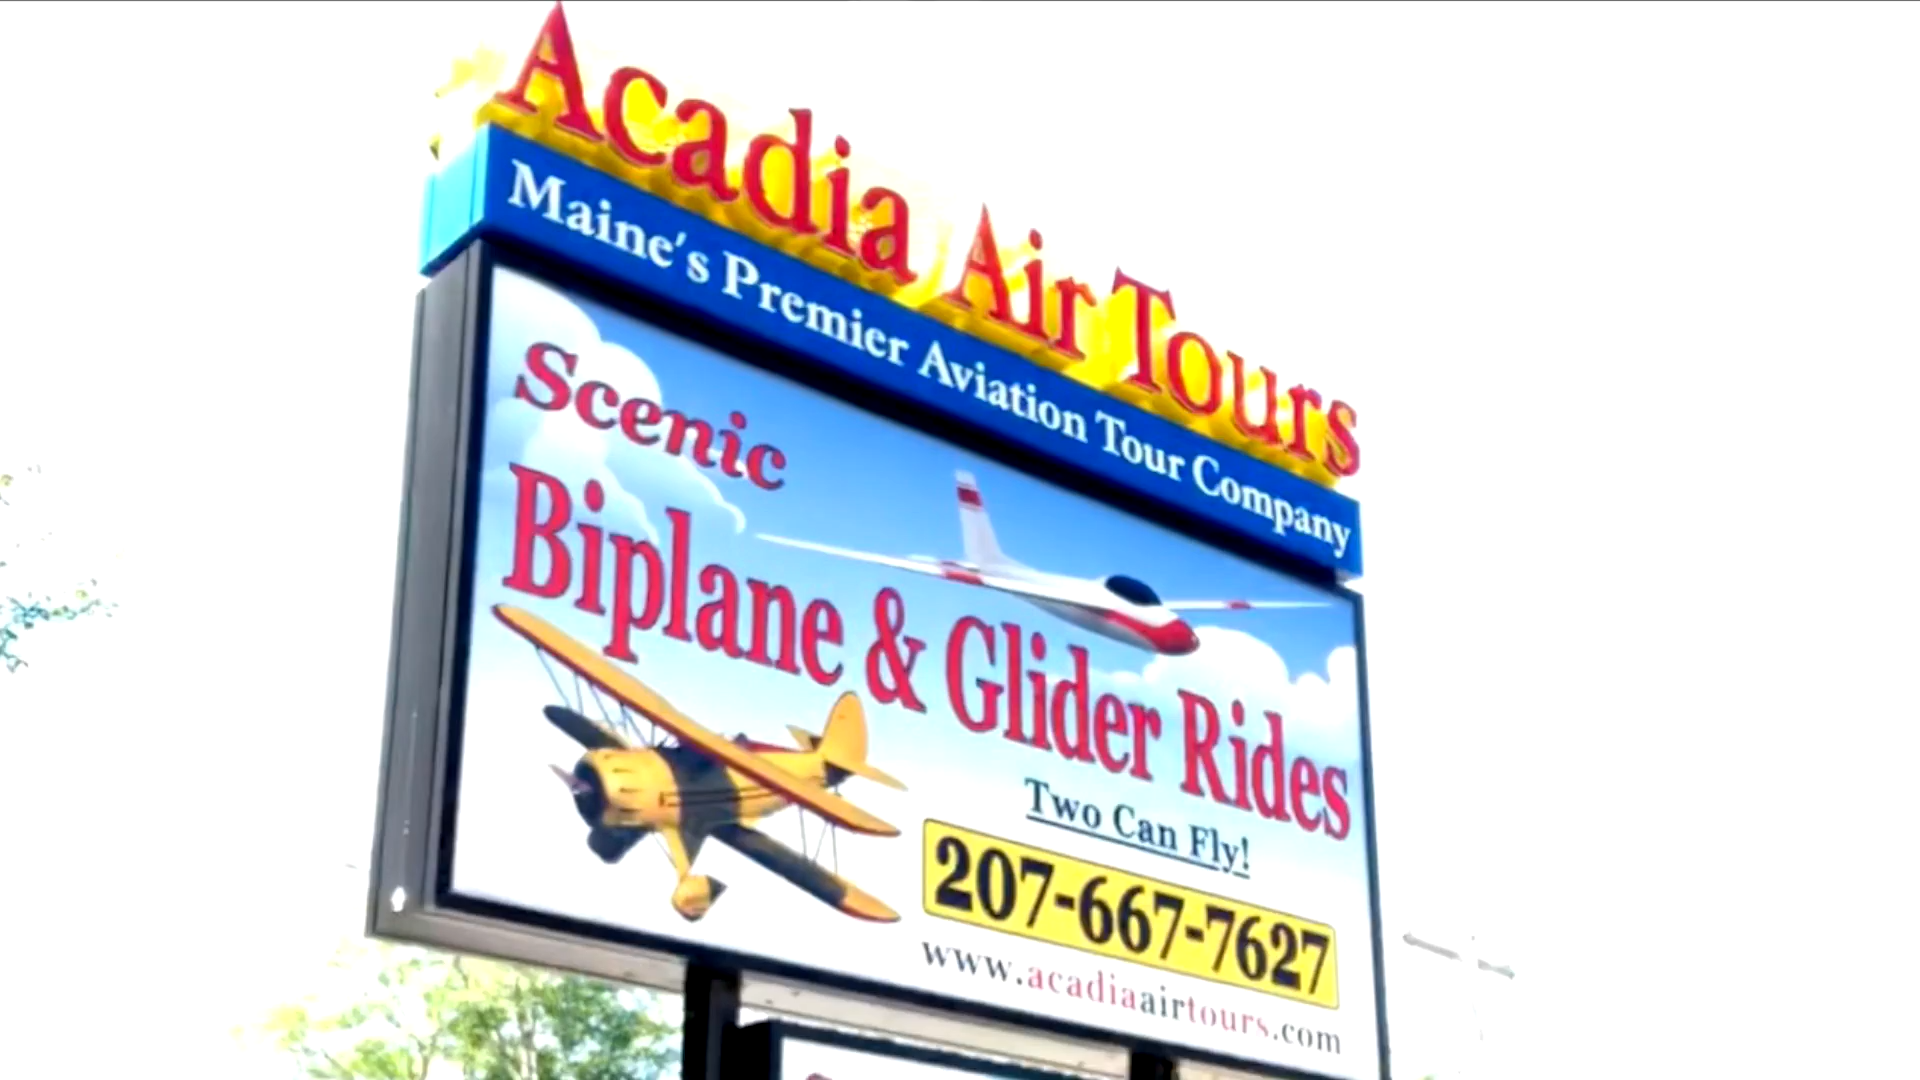 Acadia Air Tours
Maine's Premier Aviation Tour Company
Scenic
Biplane & Glider Rides
Two Can Fly!
207-667-7627
www.acadiaairtours.com